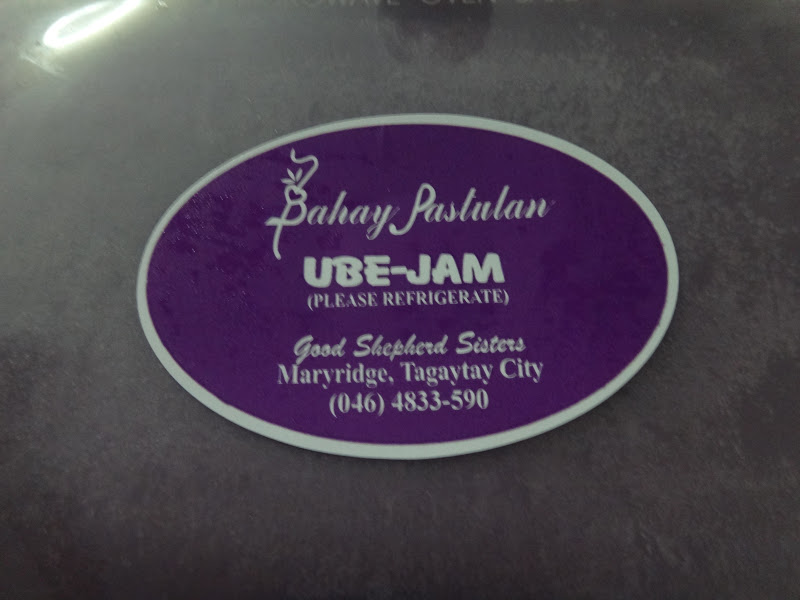 Bahay Pastulan
UBE-JAM
(PLEASE REFRIGERATE)
Good Shepherd Sisters
Maryridge, Tagaytay City
(046) 4833-590